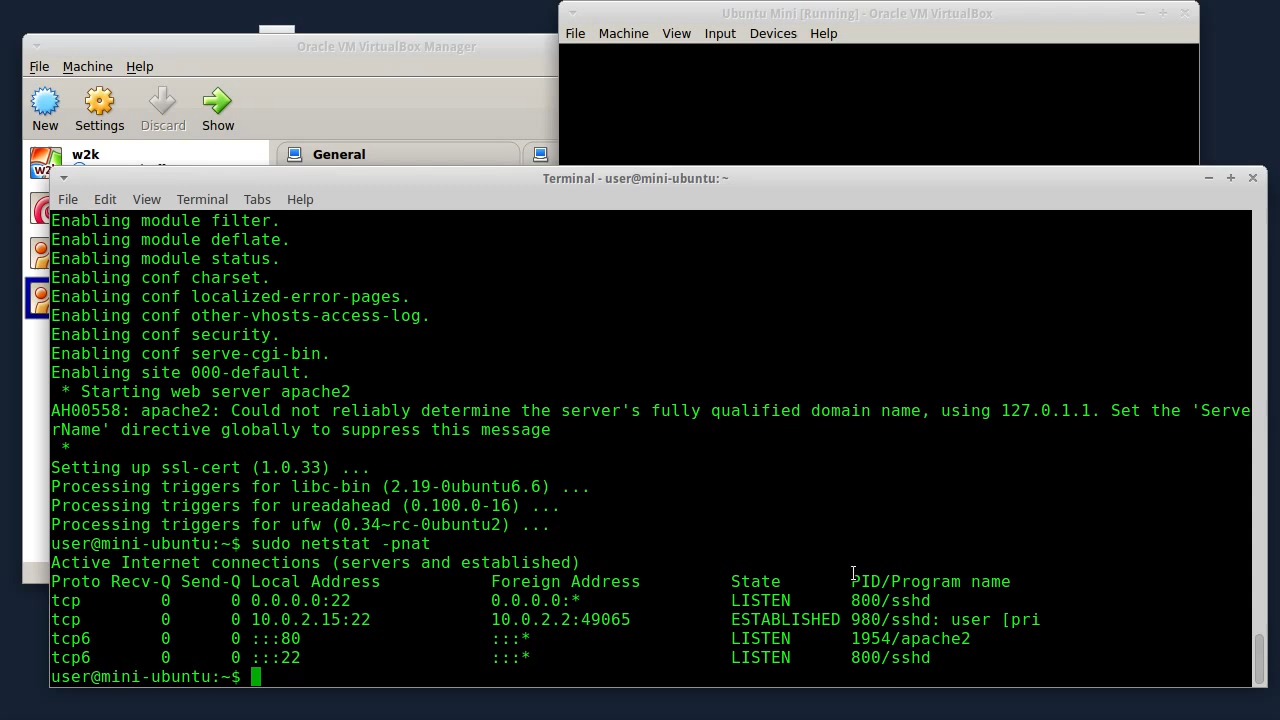 Ubuntu Mini [Running] - Oracle VM VirtualBox
File Machine View Input Devices Help
Oracle VM VirtualBox Manager
File Machine Help
New Settings Discard Show
w2k
General
Terminal - user@mini-ubuntu: ~
File Edit View Terminal Tabs Help
Enabling module filter.
Enabling module deflate.
Enabling module status.
Enabling conf charset.
Enabling conf localized-error-pages.
Enabling conf other-vhosts-access-log.
Enabling conf security.
Enabling conf serve-cgi-bin.
Enabling site 000-default.
 * Starting web server apache2
AH00558: apache2: Could not reliably determine the server's fully qualified domain name, using 127.0.1.1. Set the 'Serve
rName' directive globally to suppress this message
 *
Setting up ssl-cert (1.0.33) ...
Processing triggers for libc-bin (2.19-0ubuntu6.6) ...
Processing triggers for ureadahead (0.100.0-16) ...
Processing triggers for ufw (0.34~rc-0ubuntu2) ...
user@mini-ubuntu:~$ sudo netstat -pnat
Active Internet connections (servers and established)
Proto Recv-Q Send-Q Local Address           Foreign Address         State       PID/Program name
tcp        0      0 0.0.0.0:22              0.0.0.0:*               LISTEN      800/sshd
tcp        0      0 10.0.2.15:22            10.0.2.2:49065          ESTABLISHED 980/sshd: user [pri
tcp6       0      0 :::80                   :::*                    LISTEN      1954/apache2
tcp6       0      0 :::22                   :::*                    LISTEN      800/sshd
user@mini-ubuntu:~$